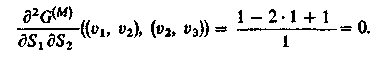 ∂²G⁽ᴹ⁾/∂S₁∂S₂ ((v₁, v₂), (v₂, v₃)) = (1 − 2·1 + 1)/1 = 0.